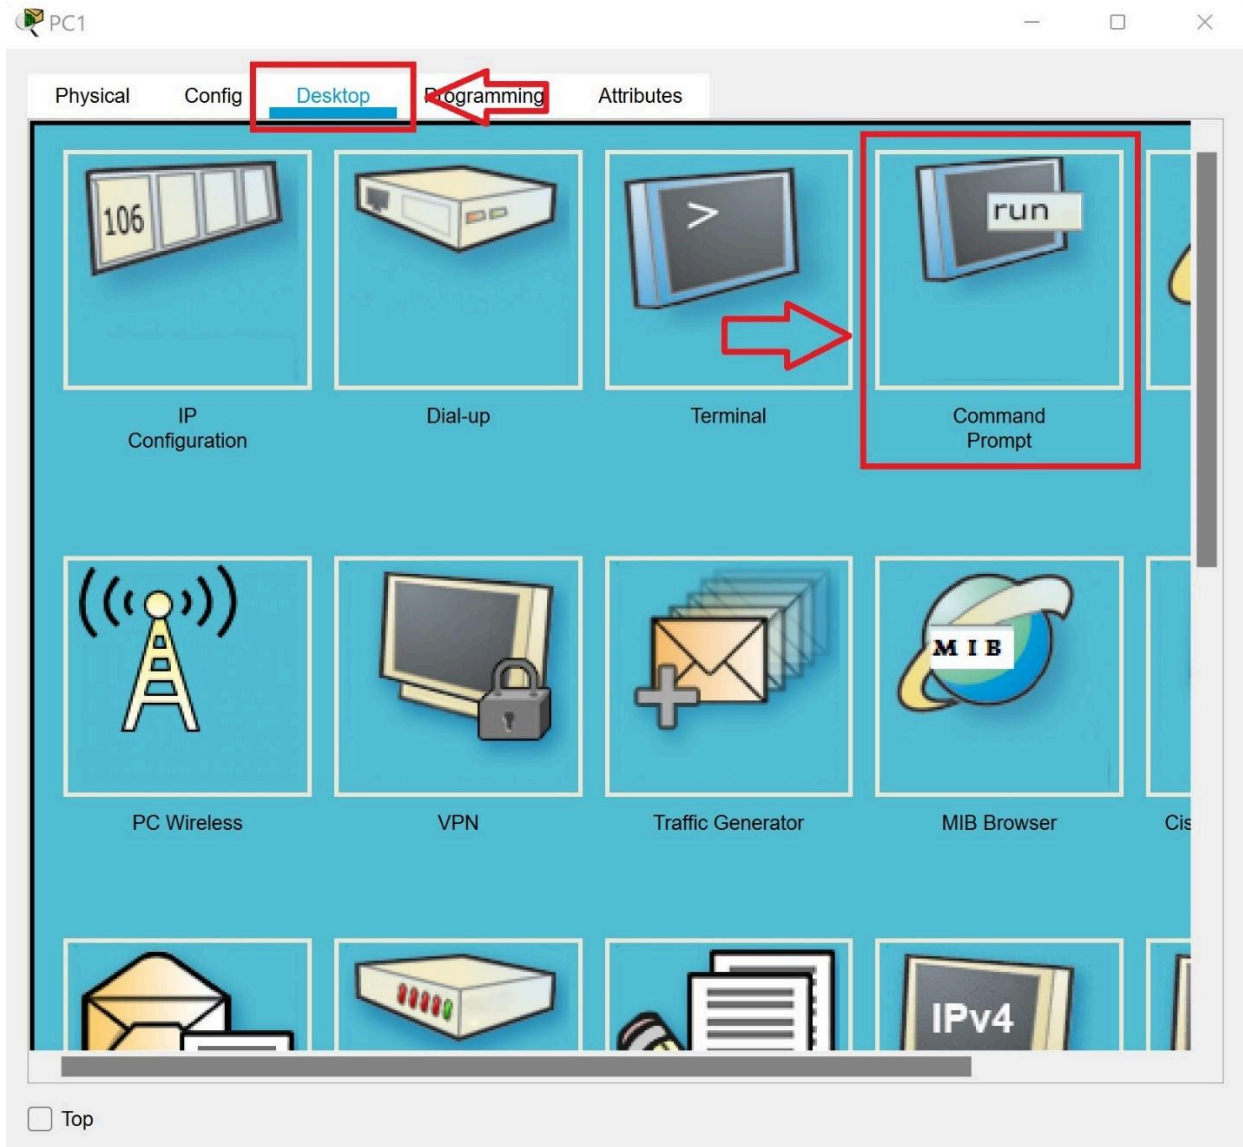 PC1
Physical Config Desktop Programming Attributes
106
>
run
IP
Configuration
Dial-up
Terminal
Command
Prompt
MIB
PC Wireless
VPN
Traffic Generator
MIB Browser
Cis
IPv4
Top